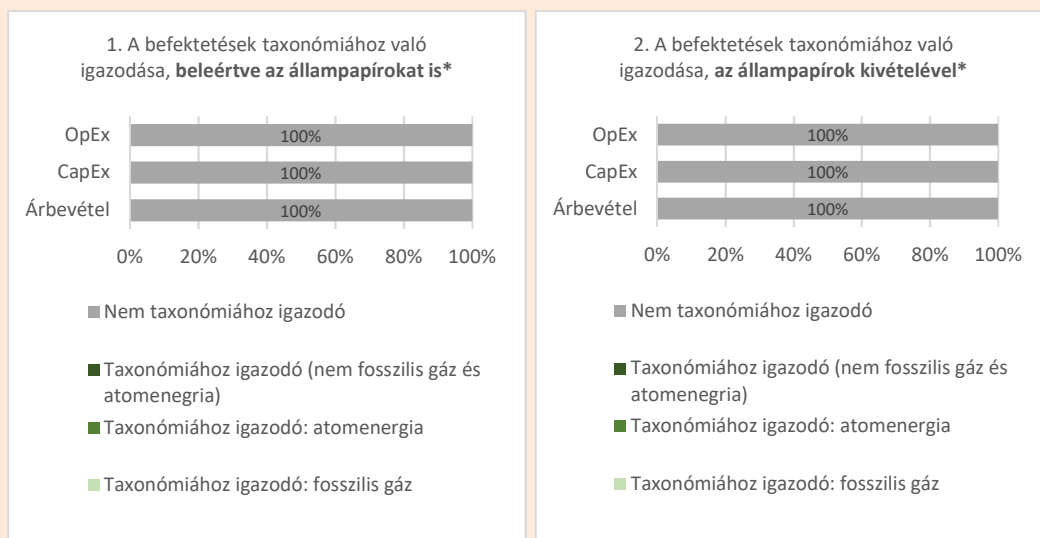 1. A befektetések taxonómiához való
igazodása, beleértve az állampapírokat is*
OpEx
100%
CapEx
100%
Árbevétel
100%
0% 20% 40% 60% 80% 100%
Nem taxonómiához igazodó
Taxonómiához igazodó (nem fosszilis gáz és
atomenegria)
Taxonómiához igazodó: atomenergia
Taxonómiához igazodó: fosszilis gáz
2. A befektetések taxonómiához való
igazodása, az állampapírok kivételével*
OpEx
100%
CapEx
100%
Árbevétel
100%
0% 20% 40% 60% 80% 100%
Nem taxonómiához igazodó
Taxonómiához igazodó (nem fosszilis gáz és
atomenegria)
Taxonómiához igazodó: atomenergia
Taxonómiához igazodó: fosszilis gáz